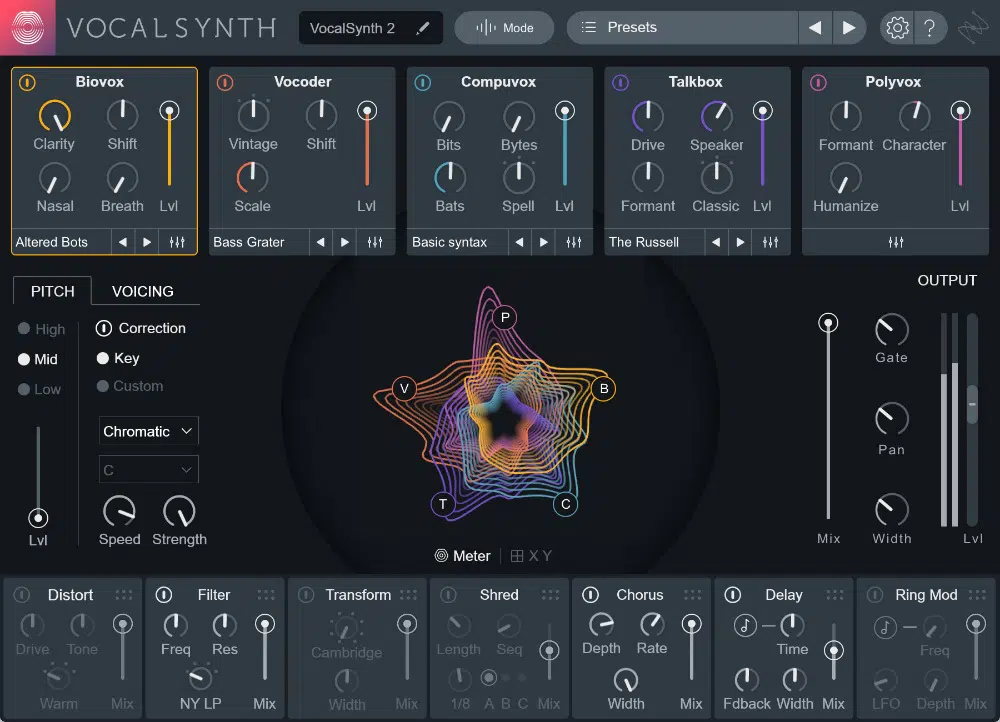 VOCALSYNTH VocalSynth 2 Mode Presets ?
Biovox Vocoder Compuvox Talkbox Polyvox
Clarity Shift Vintage Shift Bits Bytes Drive Speaker Formant Character
Nasal Breath Lvl Scale Lvl Bats Spell Lvl Formant Classic Lvl Humanize Lvl
Altered Bots Bass Grater Basic syntax The Russell
PITCH VOICING OUTPUT
High Correction
Mid Key
Low Custom
Chromatic
C
Speed Strength
Lvl
P
V
B
T
C
Meter X Y
Gate
Pan
Mix Width Lvl
Distort Filter Transform Shred Chorus Delay Ring Mod
Drive Tone Freq Res Cambridge Length Seq Depth Rate Time Freq
Warm Mix NY LP Mix Width Mix 1/8 A B C Mix Width Mix Fdback Width Mix LFO Depth Mix